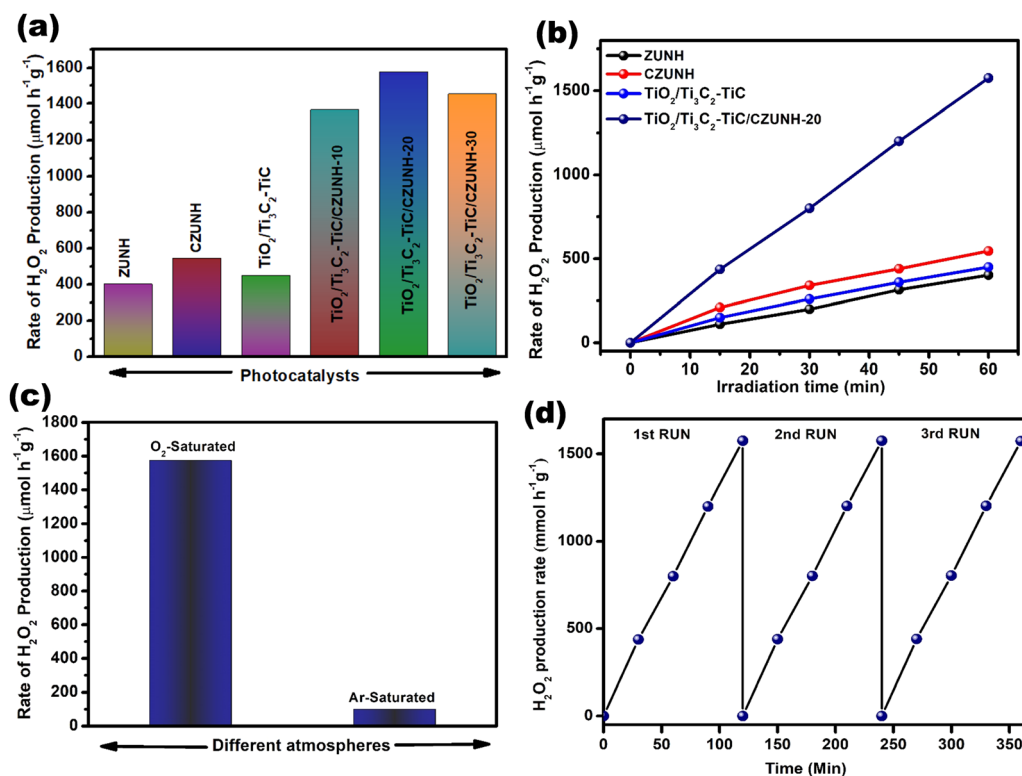 (a)
Rate of H₂O₂ Production (μmol h⁻¹g⁻¹)
1600
1400
1200
1000
800
600
400
200
0
ZUNH
CZUNH
TiO₂/Ti₃C₂-TiC
TiO₂/Ti₃C₂-TiC/CZUNH-10
TiO₂/Ti₃C₂-TiC/CZUNH-20
TiO₂/Ti₃C₂-TiC/CZUNH-30
Photocatalysts
(b)
Rate of H₂O₂ Production (μmol h⁻¹g⁻¹)
1500
1000
500
0
ZUNH
CZUNH
TiO₂/Ti₃C₂-TiC
TiO₂/Ti₃C₂-TiC/CZUNH-20
0 10 20 30 40 50 60
Irradiation time (min)
(c)
Rate of H₂O₂ Production (μmol h⁻¹g⁻¹)
1800
1600
1400
1200
1000
800
600
400
200
0
O₂-Saturated
Ar-Saturated
Different atmospheres
(d)
H₂O₂ production rate (mmol h⁻¹g⁻¹)
1500
1000
500
0
1st RUN 2nd RUN 3rd RUN
0 50 100 150 200 250 300 350
Time (Min)